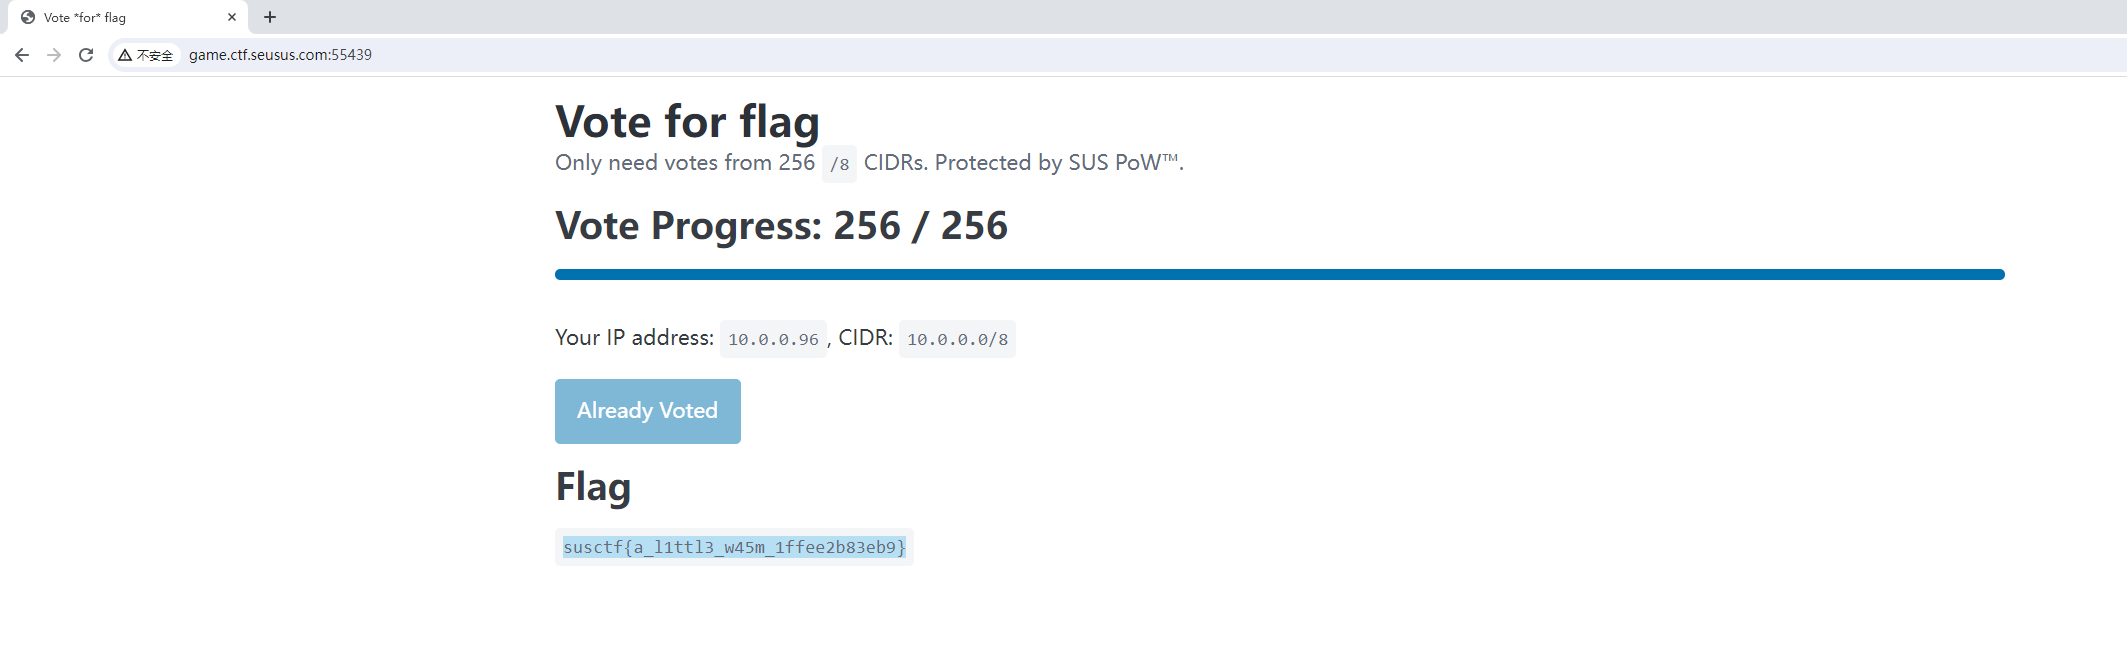 Vote *for* flag
不安全
game.ctf.seusus.com:55439
Vote for flag
Only need votes from 256 /8 CIDRs. Protected by SUS PoW™.
Vote Progress: 256 / 256
Your IP address: 10.0.0.96, CIDR: 10.0.0.0/8
Already Voted
Flag
susctf{a_l1ttl3_w45m_1ffee2b83eb9}